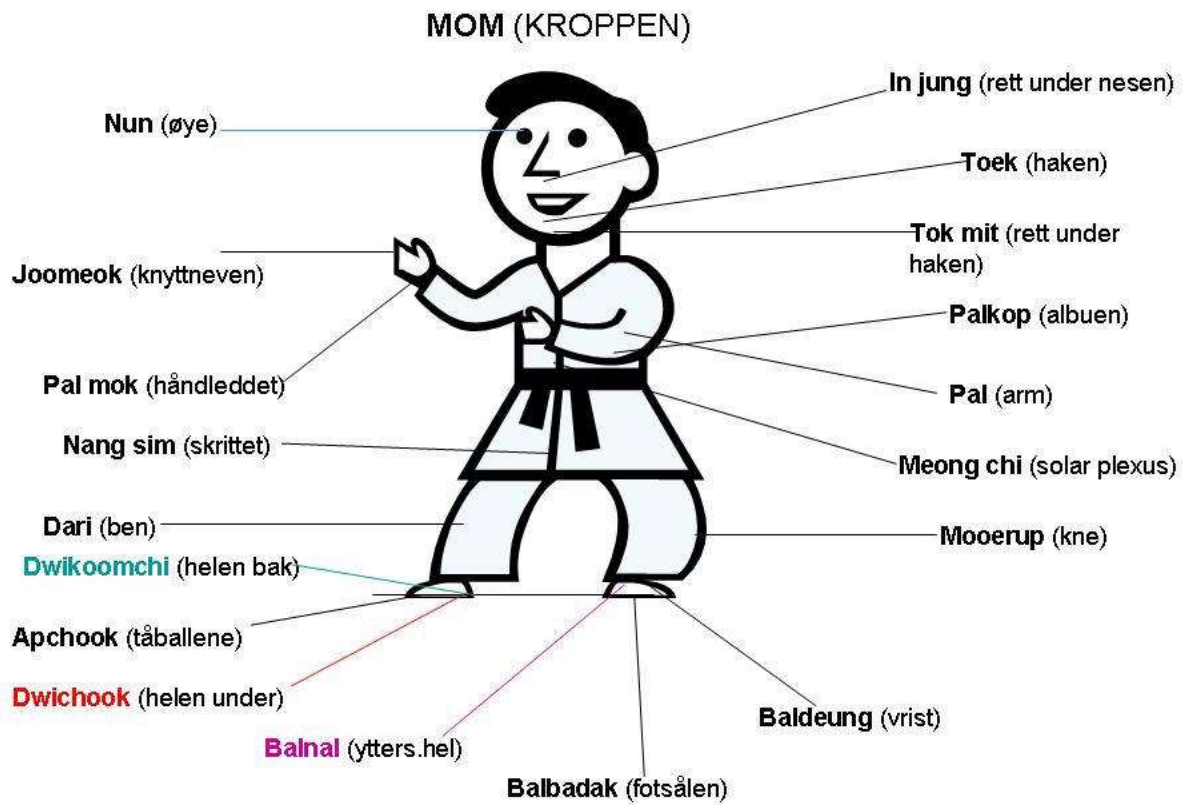 MOM (KROPPEN)
Nun (øye)
In jung (rett under nesen)
Toek (haken)
Tok mit (rett under
haken)
Joomeok (knyttneven)
Palkop (albuen)
Pal mok (håndleddet)
Pal (arm)
Nang sim (skrittet)
Meong chi (solar plexus)
Dari (ben)
Mooerup (kne)
Dwikoomchi (helen bak)
Apchook (tåballene)
Dwichook (helen under)
Baldeung (vrist)
Balnal (ytters.hel)
Balbadak (fotsålen)